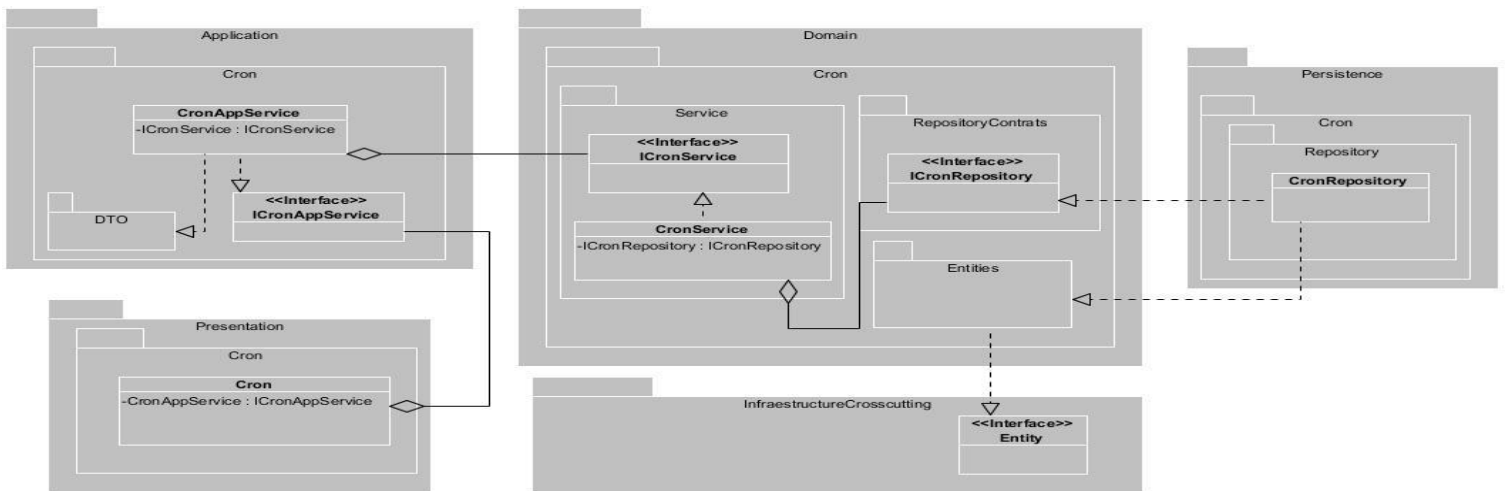 Application
Cron
CronAppService
-ICronService : ICronService
<<Interface>>
ICronAppService
DTO
Presentation
Cron
Cron
-CronAppService : ICronAppService
Domain
Cron
Service
<<Interface>>
ICronService
CronService
-ICronRepository : ICronRepository
RepositoryContrats
<<Interface>>
ICronRepository
Entities
InfraestructureCrosscutting
<<Interface>>
Entity
Persistence
Cron
Repository
CronRepository